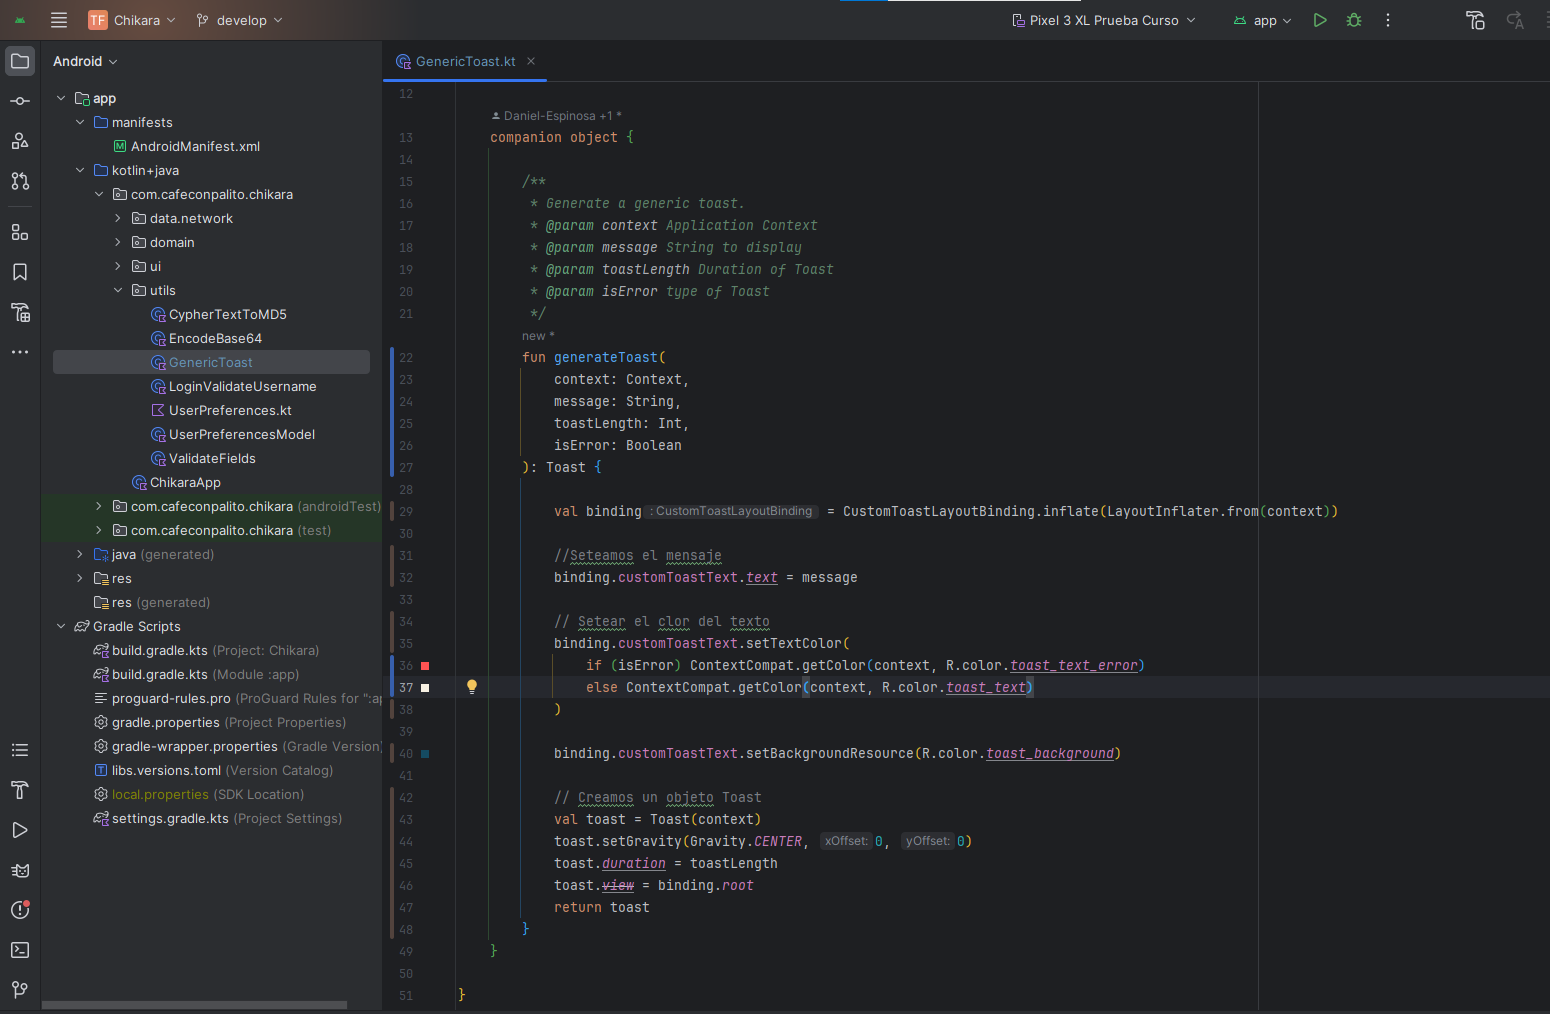 TF Chikara develop Pixel 3 XL Prueba Curso app
Android
app
manifests
AndroidManifest.xml
kotlin+java
com.cafeconpalito.chikara
data.network
domain
ui
utils
CypherTextToMD5
EncodeBase64
GenericToast
LoginValidateUsername
UserPreferences.kt
UserPreferencesModel
ValidateFields
ChikaraApp
com.cafeconpalito.chikara (androidTest)
com.cafeconpalito.chikara (test)
java (generated)
res
res (generated)
Gradle Scripts
build.gradle.kts (Project: Chikara)
build.gradle.kts (Module :app)
proguard-rules.pro (ProGuard Rules for ":ap
gradle.properties (Project Properties)
gradle-wrapper.properties (Gradle Version)
libs.versions.toml (Version Catalog)
local.properties (SDK Location)
settings.gradle.kts (Project Settings)
GenericToast.kt
12
Daniel-Espinosa +1 *
13 companion object {
14
15 /**
16 * Generate a generic toast.
17 * @param context Application Context
18 * @param message String to display
19 * @param toastLength Duration of Toast
20 * @param isError type of Toast
21 */
new *
22 fun generateToast(
23 context: Context,
24 message: String,
25 toastLength: Int,
26 isError: Boolean
27 ): Toast {
28
29 val binding : CustomToastLayoutBinding = CustomToastLayoutBinding.inflate(LayoutInflater.from(context))
30
31 //Seteamos el mensaje
32 binding.customToastText.text = message
33
34 // Setear el clor del texto
35 binding.customToastText.setTextColor(
36 if (isError) ContextCompat.getColor(context, R.color.toast_text_error)
37 else ContextCompat.getColor(context, R.color.toast_text)
38 )
39
40 binding.customToastText.setBackgroundResource(R.color.toast_background)
41
42 // Creamos un objeto Toast
43 val toast = Toast(context)
44 toast.setGravity(Gravity.CENTER, xOffset: 0, yOffset: 0)
45 toast.duration = toastLength
46 toast.view = binding.root
47 return toast
48 }
49 }
50
51 }